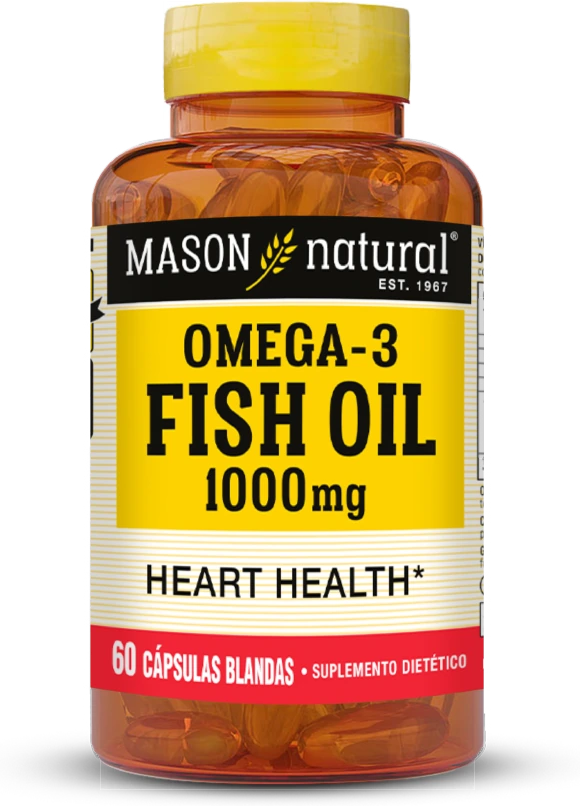 MASON natural®
EST. 1967
OMEGA-3
FISH OIL
1000mg
HEART HEALTH*
60 CÁPSULAS BLANDAS • SUPLEMENTO DIETÉTICO